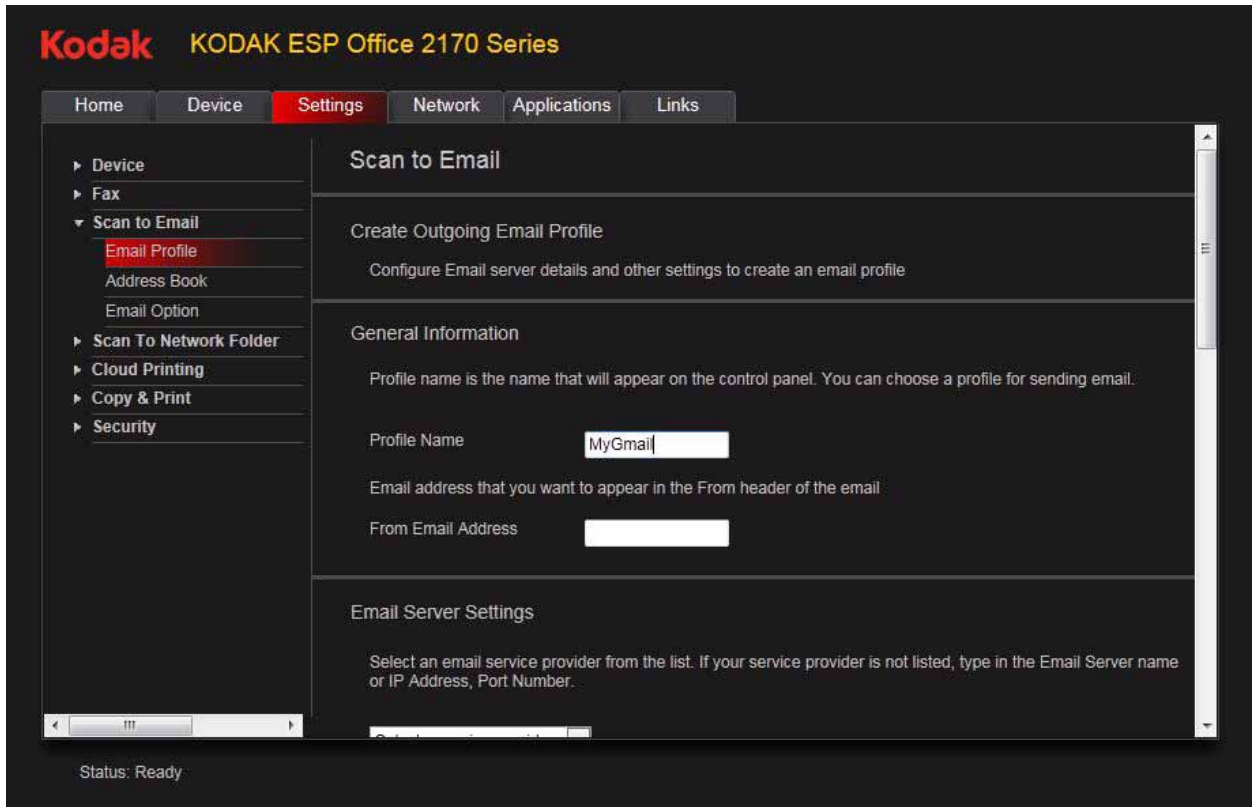 Kodak KODAK ESP Office 2170 Series
Home Device Settings Network Applications Links
Device
Fax
Scan to Email
Email Profile
Address Book
Email Option
Scan To Network Folder
Cloud Printing
Copy & Print
Security
Scan to Email
Create Outgoing Email Profile
Configure Email server details and other settings to create an email profile
General Information
Profile name is the name that will appear on the control panel. You can choose a profile for sending email.
Profile Name MyGmail
Email address that you want to appear in the From header of the email
From Email Address
Email Server Settings
Select an email service provider from the list. If your service provider is not listed, type in the Email Server name
or IP Address, Port Number.
Status: Ready